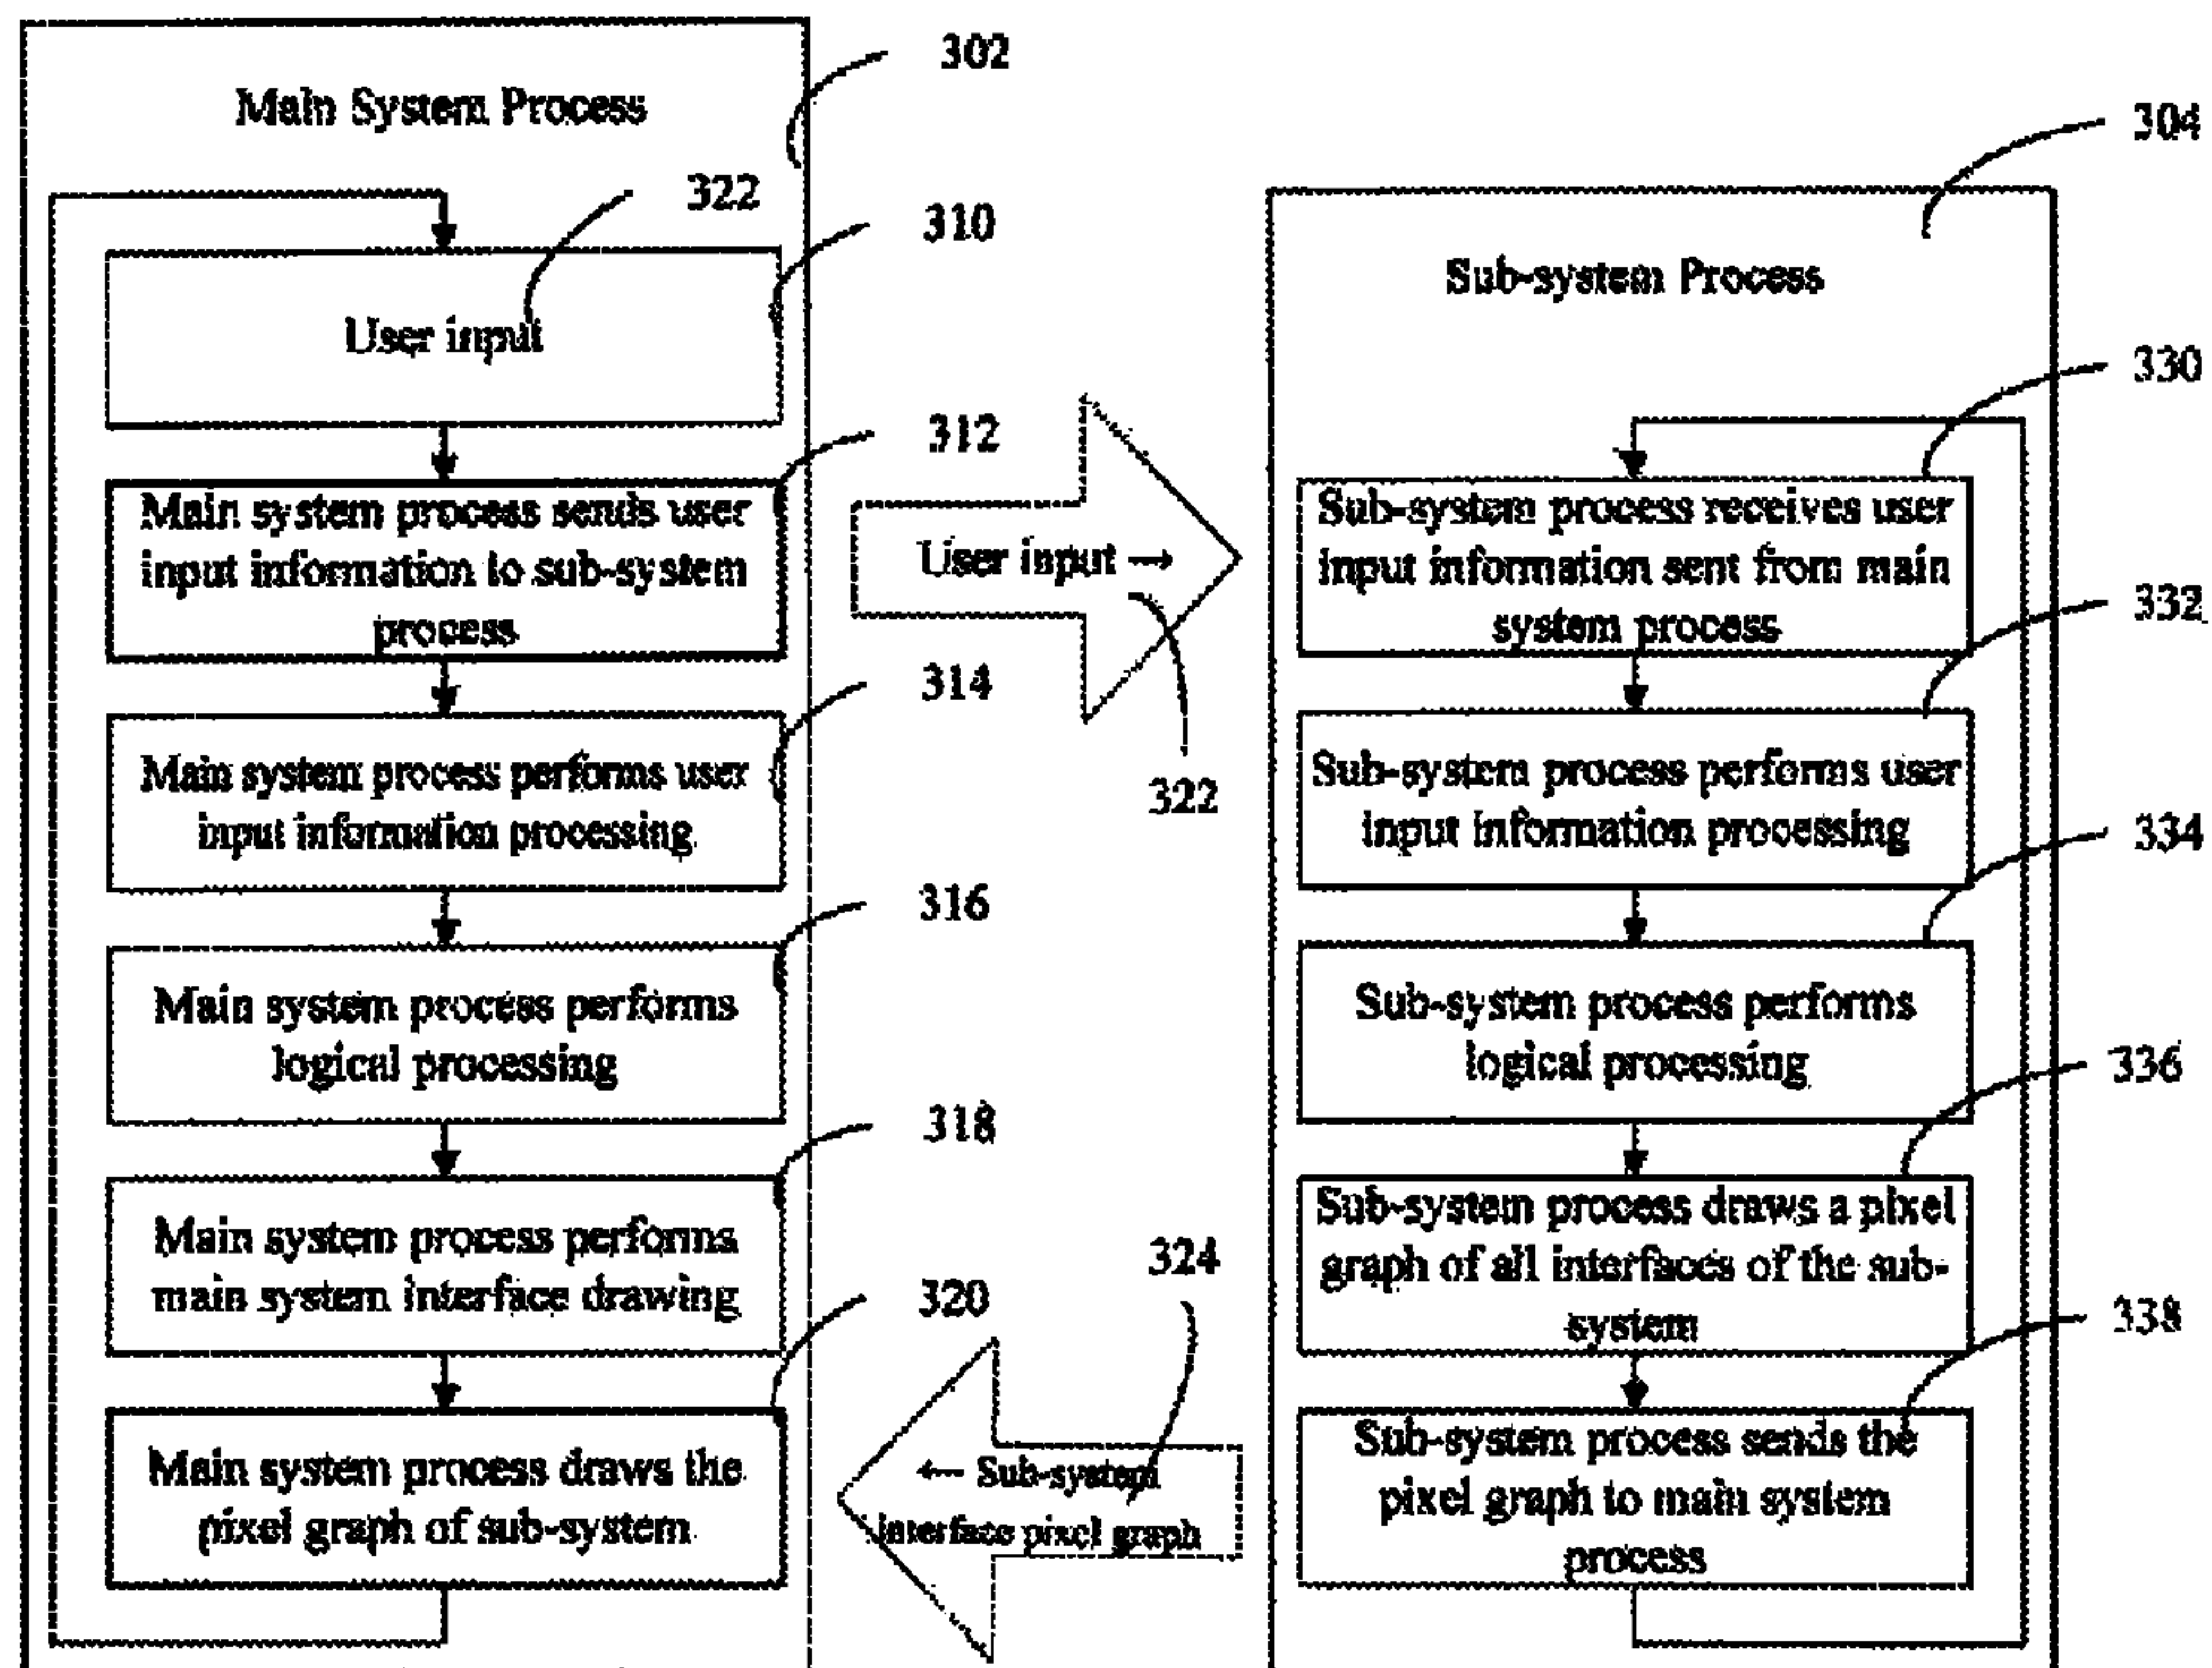 302
Main System Process
304
322
310
User input
Sub-system Process
330
312
Main system process sends user
input information to sub-system
process
User input →
322
Sub-system process receives user
input information sent from main
system process
332
314
Main system process performs user
input information processing
Sub-system process performs user
input information processing
334
316
Main system process performs
logical processing
Sub-system process performs
logical processing
336
318
Main system process performs
main system interface drawing
324
Sub-system process draws a pixel
graph of all interfaces of the sub-
system
338
320
Main system process draws the
pixel graph of sub-system
← Sub-system
interface pixel graph
Sub-system process sends the
pixel graph to main system
process